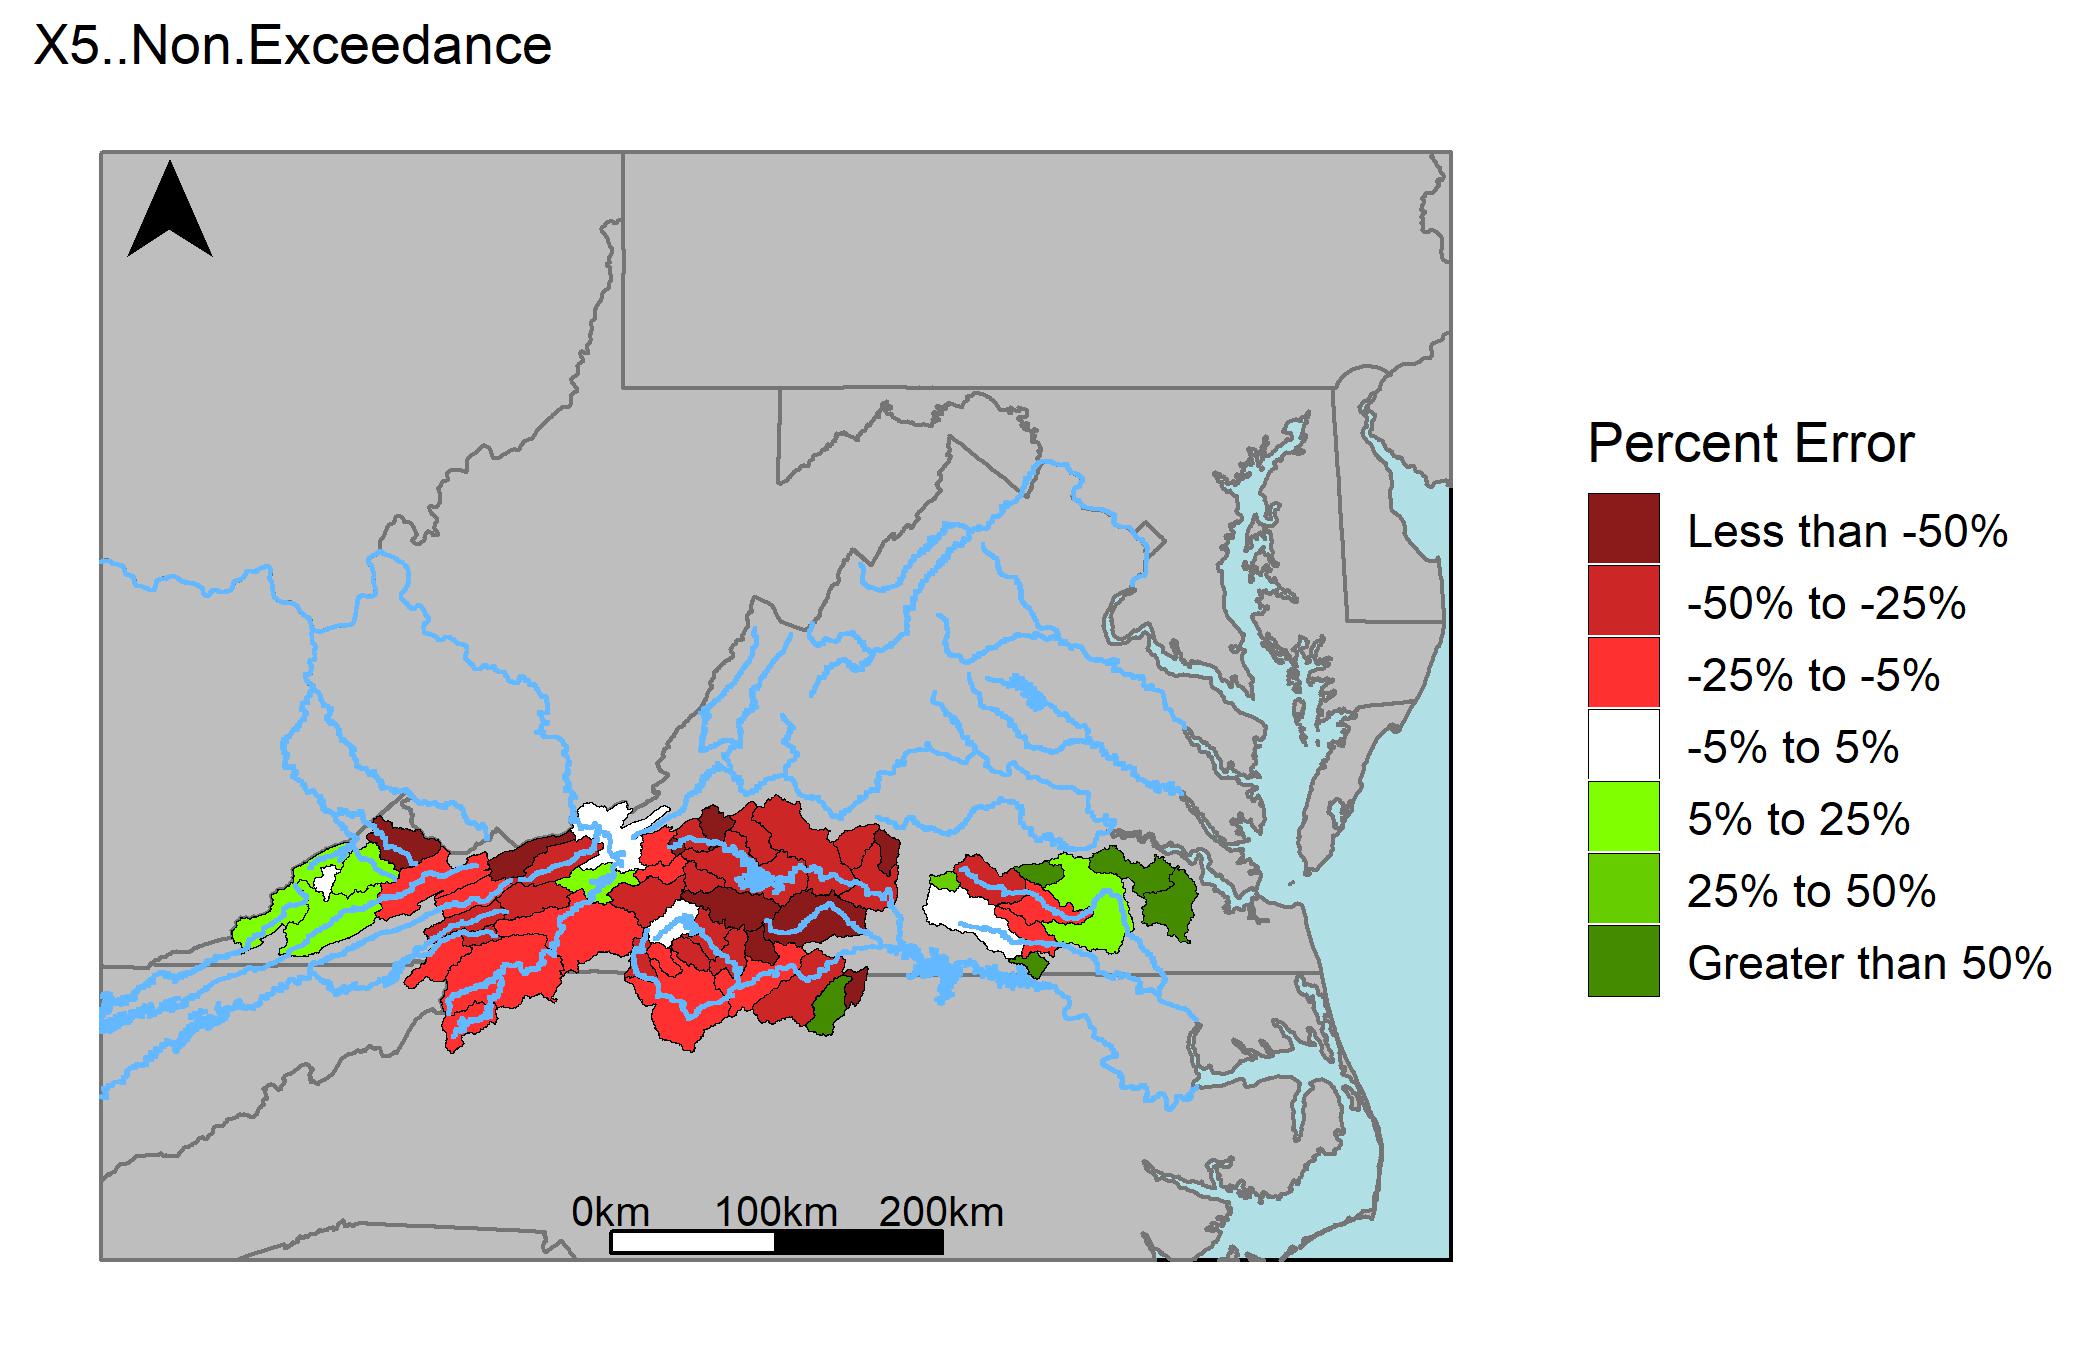 X5..Non.Exceedance
Percent Error
Less than -50%
-50% to -25%
-25% to -5%
-5% to 5%
5% to 25%
25% to 50%
Greater than 50%
0km 100km 200km